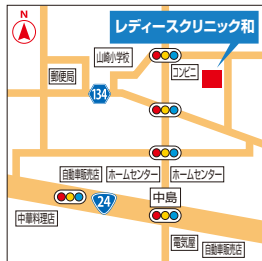 N
レディースクリニック和
山崎小学校
コンビニ
郵便局
134
自動車販売店
ホームセンター
ホームセンター
24
中島
中華料理店
電気屋
自動車販売店